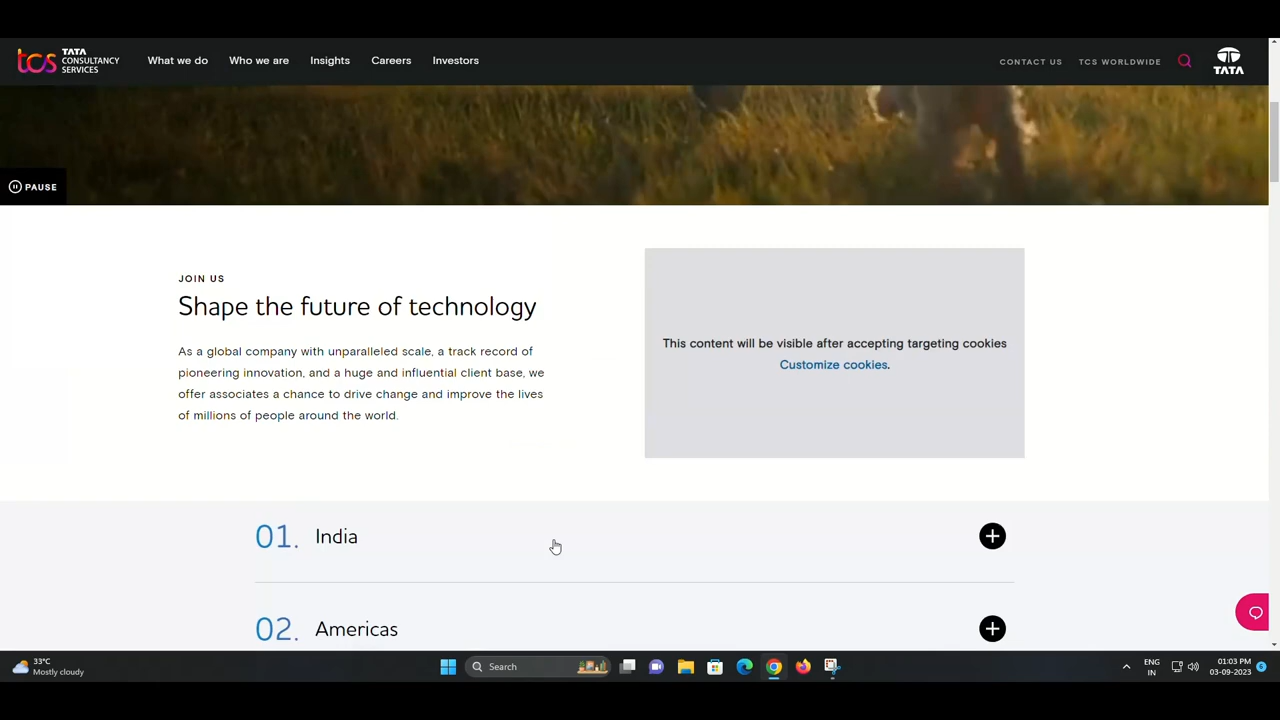 tcs TATA CONSULTANCY SERVICES
What we do
Who we are
Insights
Careers
Investors
CONTACT US
TCS WORLDWIDE
TATA
PAUSE
JOIN US
Shape the future of technology
As a global company with unparalleled scale, a track record of
pioneering innovation, and a huge and influential client base, we
offer associates a chance to drive change and improve the lives
of millions of people around the world.
This content will be visible after accepting targeting cookies
Customize cookies.
01. India
02. Americas
33°C
Mostly cloudy
Search
ENG
IN
01:03 PM
03-09-2023